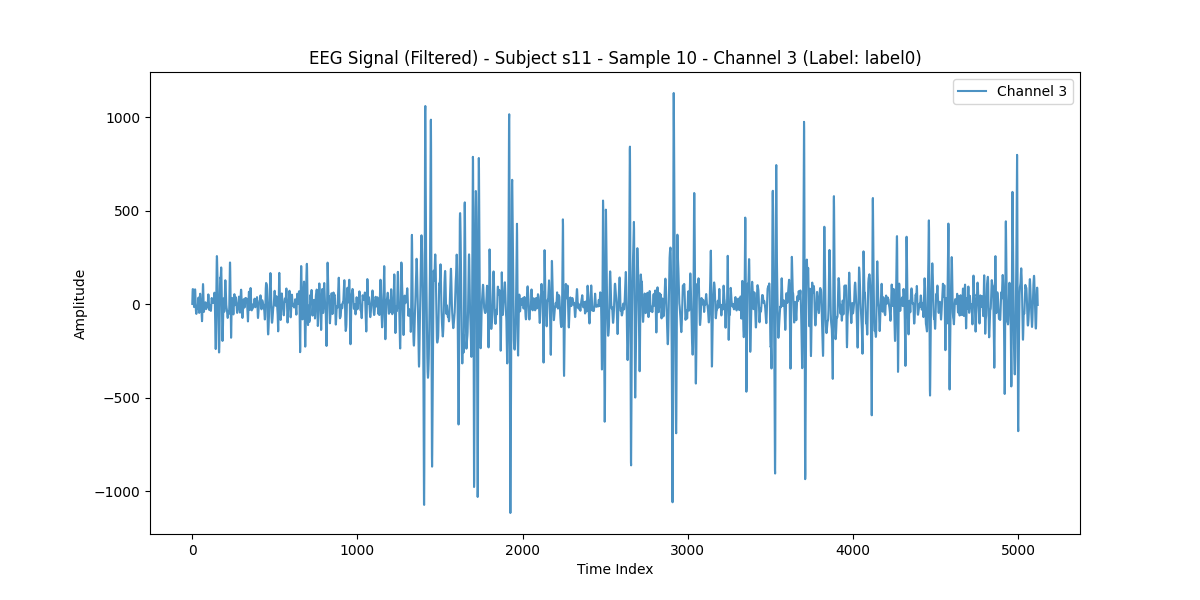 EEG Signal (Filtered) - Subject s11 - Sample 10 - Channel 3 (Label: label0)
Channel 3
1000
500
0
−500
−1000
Amplitude
0 1000 2000 3000 4000 5000
Time Index